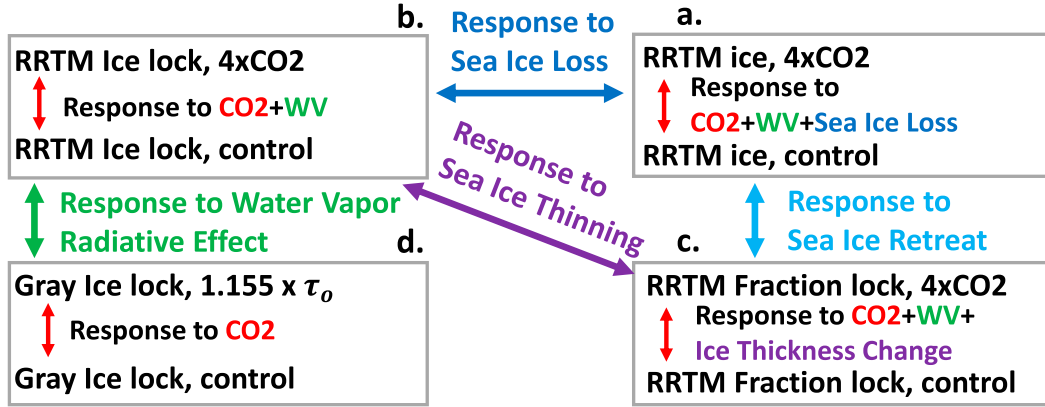 b.
RRTM Ice lock, 4xCO2
Response to CO2+WV
RRTM Ice lock, control
Response to
Sea Ice Loss
a.
RRTM ice, 4xCO2
Response to
CO2+WV+Sea Ice Loss
RRTM ice, control
Response to
Sea Ice Thinning
Response to Water Vapor
Radiative Effect
Response to
Sea Ice Retreat
d.
Gray Ice lock, 1.155 x τₒ
Response to CO2
Gray Ice lock, control
c.
RRTM Fraction lock, 4xCO2
Response to CO2+WV+
Ice Thickness Change
RRTM Fraction lock, control